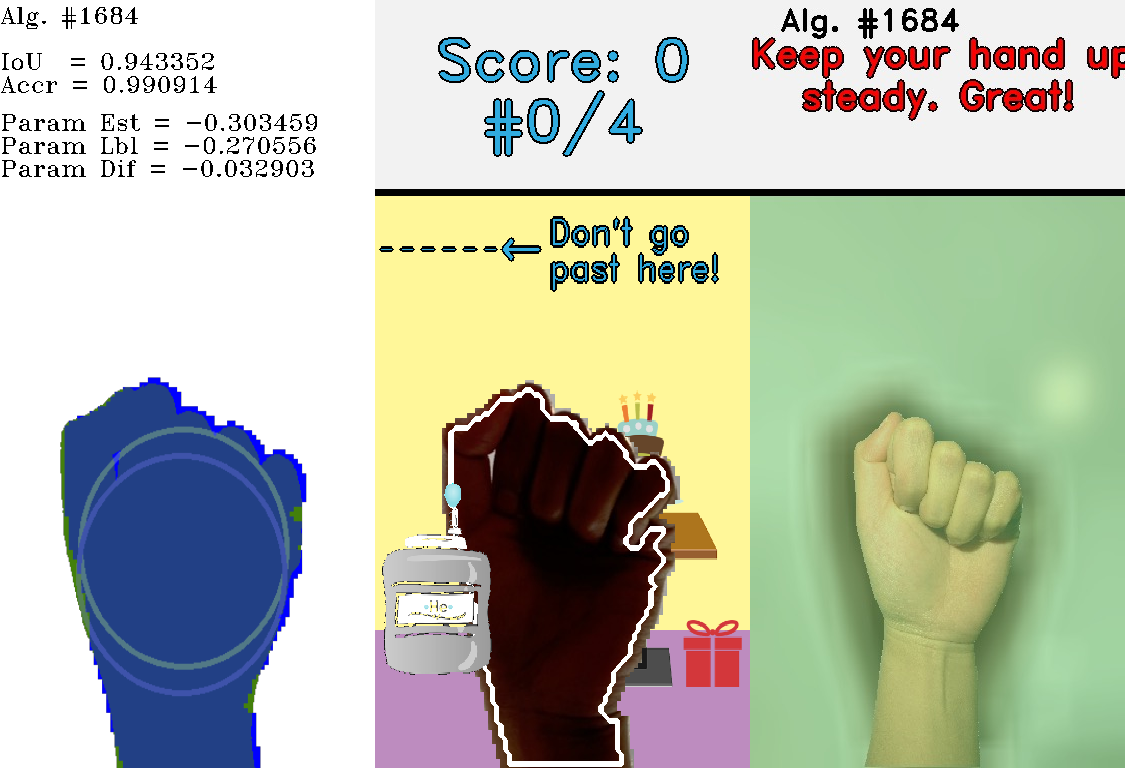 Alg. #1684
IoU = 0.943352
Accr = 0.990914
Param Est = −0.303459
Param Lbl = −0.270556
Param Dif = −0.032903
Score: 0
#0/4
Alg. #1684
Keep your hand up
steady. Great!
Don't go
past here!